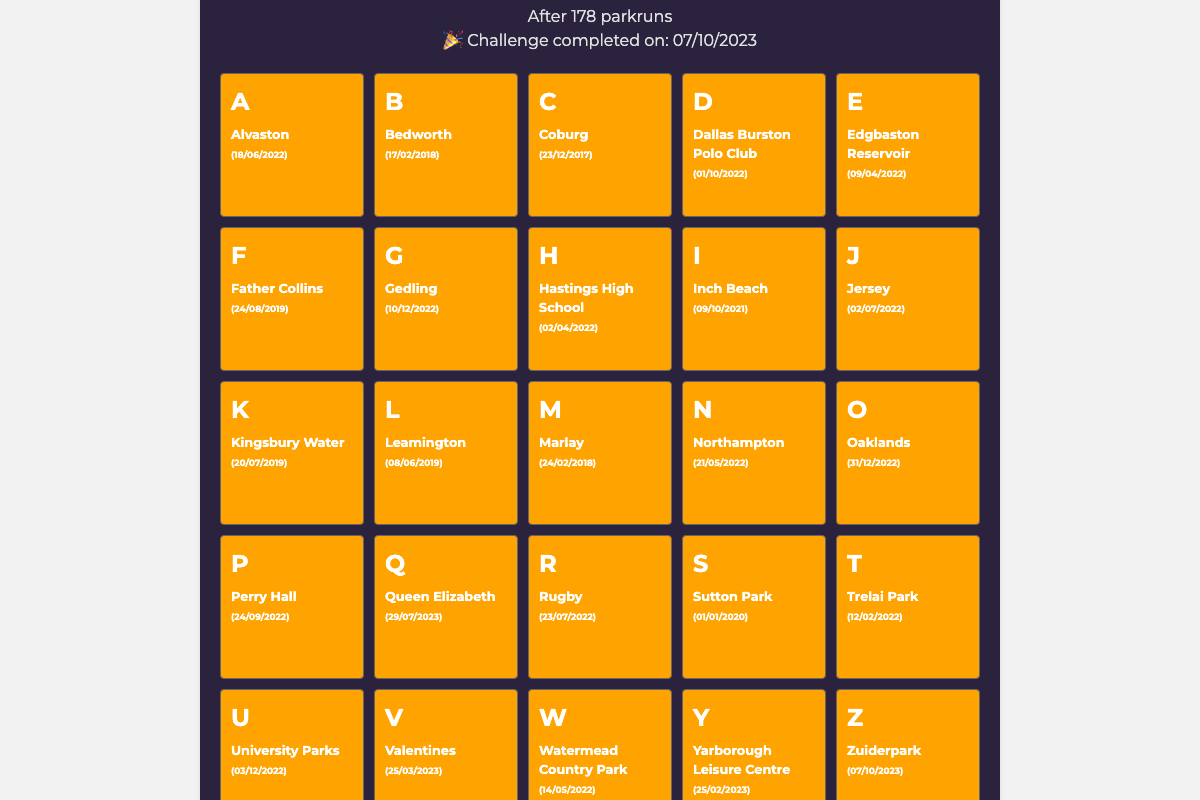 After 178 parkruns
🎉 Challenge completed on: 07/10/2023
A
Alvaston
(18/06/2022)
B
Bedworth
(17/02/2018)
C
Coburg
(23/12/2017)
D
Dallas Burston
Polo Club
(01/10/2022)
E
Edgbaston
Reservoir
(09/04/2022)
F
Father Collins
(24/08/2019)
G
Gedling
(10/12/2022)
H
Hastings High
School
(02/04/2022)
I
Inch Beach
(09/10/2021)
J
Jersey
(02/07/2022)
K
Kingsbury Water
(20/07/2019)
L
Leamington
(08/06/2019)
M
Marlay
(24/02/2018)
N
Northampton
(21/05/2022)
O
Oaklands
(31/12/2022)
P
Perry Hall
(24/09/2022)
Q
Queen Elizabeth
(29/07/2023)
R
Rugby
(23/07/2022)
S
Sutton Park
(01/01/2020)
T
Trelai Park
(12/02/2022)
U
University Parks
(03/12/2022)
V
Valentines
(25/03/2023)
W
Watermead
Country Park
(14/05/2022)
Y
Yarborough
Leisure Centre
(25/02/2023)
Z
Zuiderpark
(07/10/2023)